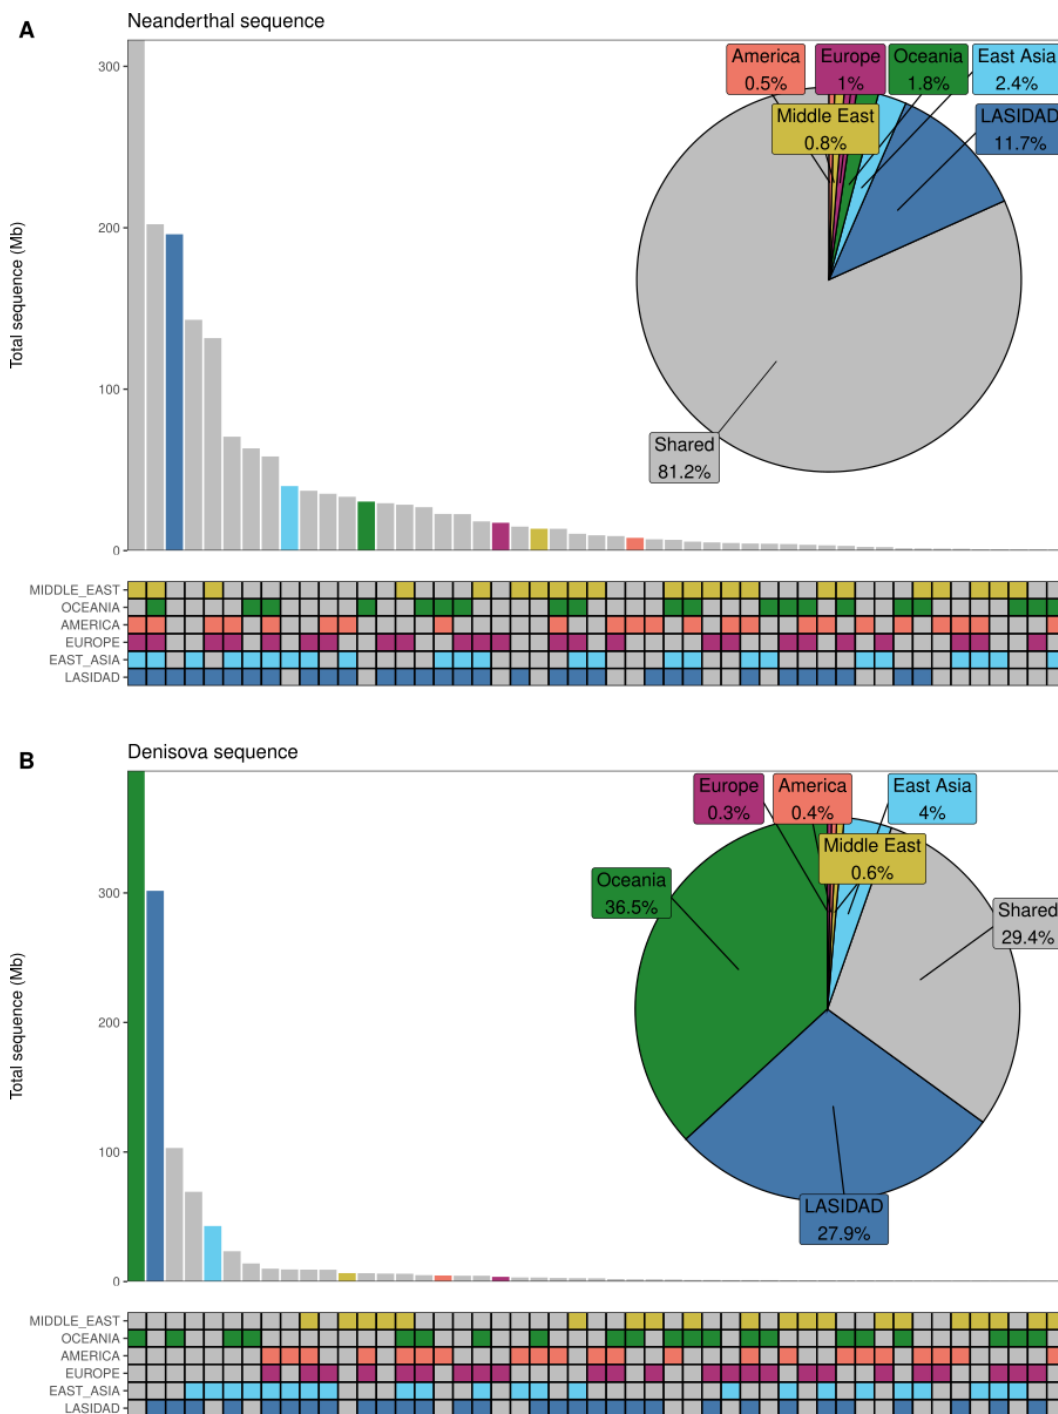 A
Neanderthal sequence
Total sequence (Mb)
300
200
100
0
America
0.5%
Europe
1%
Oceania
1.8%
East Asia
2.4%
Middle East
0.8%
LASIDAD
11.7%
Shared
81.2%
MIDDLE_EAST
OCEANIA
AMERICA
EUROPE
EAST_ASIA
LASIDAD
B
Denisova sequence
Total sequence (Mb)
300
200
100
0
Europe
0.3%
America
0.4%
East Asia
4%
Middle East
0.6%
Oceania
36.5%
Shared
29.4%
LASIDAD
27.9%
MIDDLE_EAST
OCEANIA
AMERICA
EUROPE
EAST_ASIA
LASIDAD